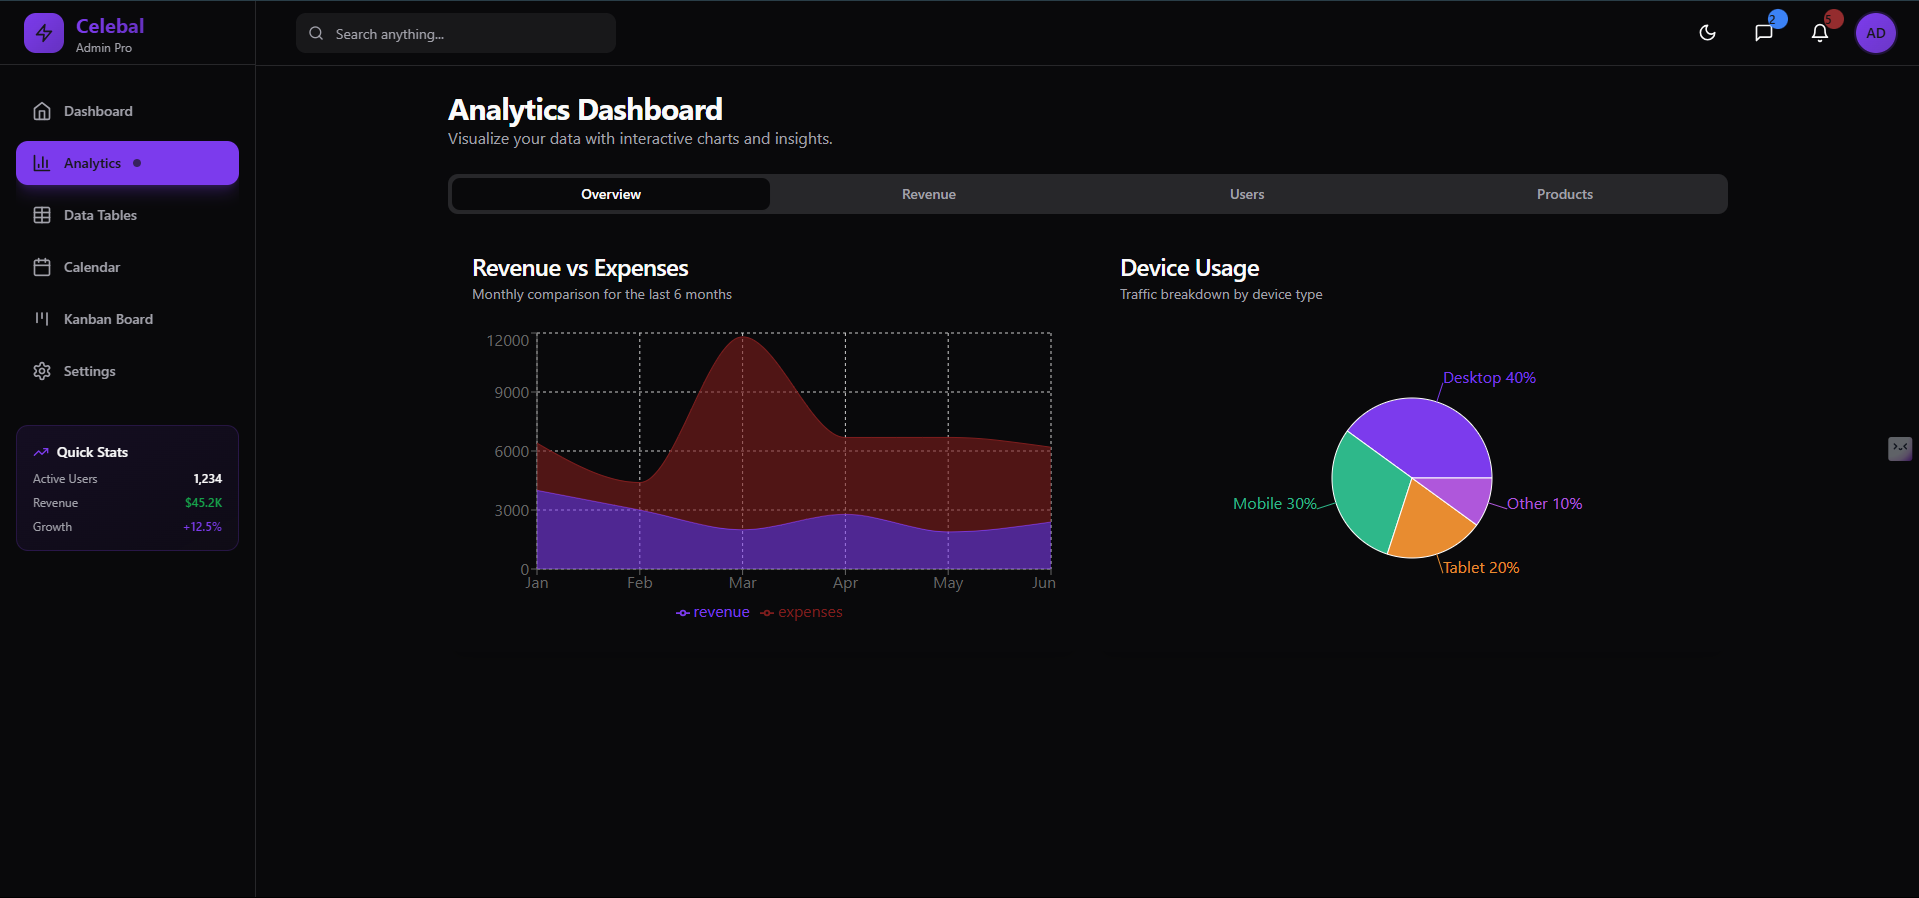 Celebal
Admin Pro
Search anything...
2
5
AD
Dashboard
Analytics
Data Tables
Calendar
Kanban Board
Settings
Quick Stats
Active Users 1,234
Revenue $45.2K
Growth +12.5%
Analytics Dashboard
Visualize your data with interactive charts and insights.
Overview Revenue Users Products
Revenue vs Expenses
Monthly comparison for the last 6 months
12000
9000
6000
3000
0
Jan Feb Mar Apr May Jun
revenue expenses
Device Usage
Traffic breakdown by device type
Desktop 40%
Mobile 30%
Other 10%
Tablet 20%